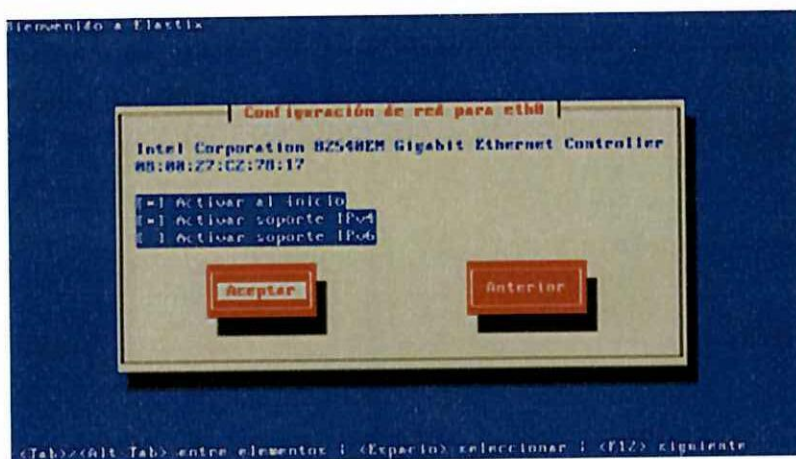 Bienvenido a Elastix
Configuración de red para eth0
Intel Corporation 82540EM Gigabit Ethernet Controller
08:00:27:C2:78:17
[*] Activar al inicio
[*] Activar soporte IPv4
[ ] Activar soporte IPv6
Aceptar
Anterior
<Tab>/<Alt-Tab> entre elementos | <Espacio> seleccionar | <F12> siguiente